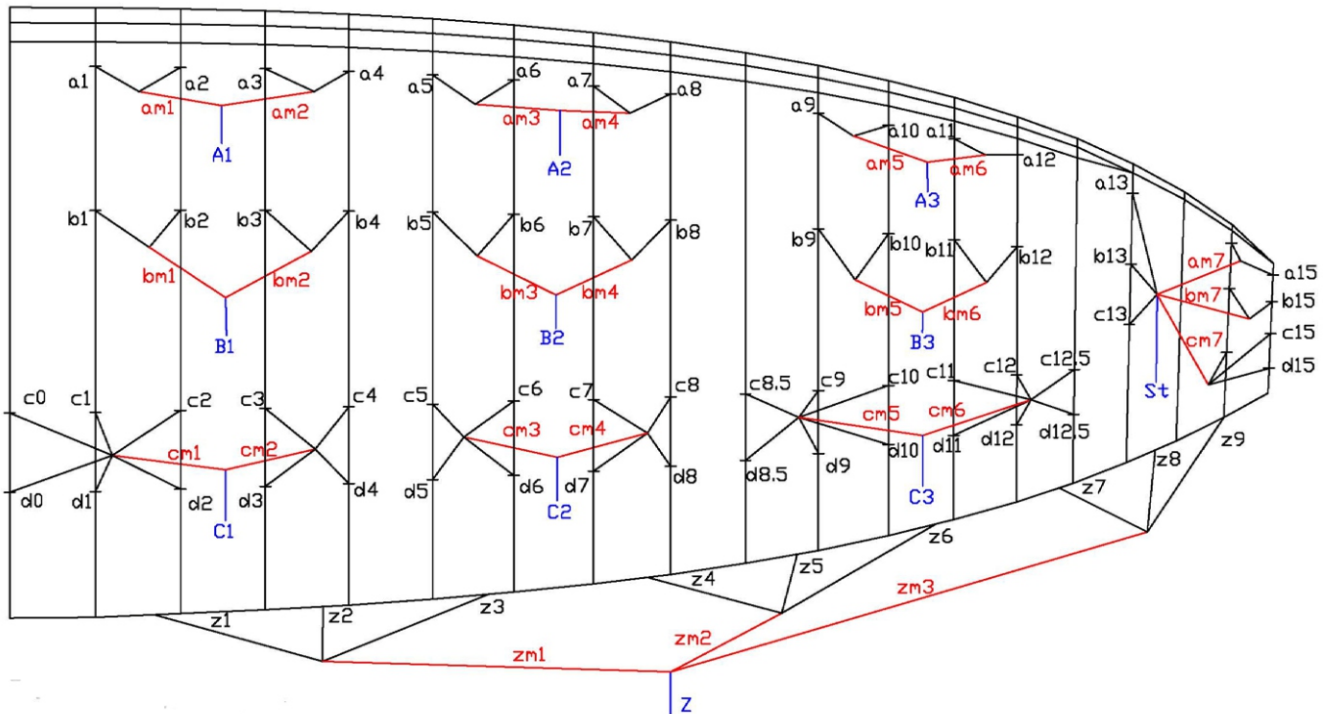 a1 a2 a3 a4 a5 a6 a7 a8
am1 am2 am3 am4
A1 A2
a9 a10 a11 a12
am5 am6
A3
a13
b1 b2 b3 b4 b5 b6 b7 b8
bm1 bm2 bm3 bm4
B1 B2
b9 b10 b11 b12
bm5 bm6
B3
b13
c13
am7 a15
bm7 b15
cm7 c15
d15
St
c0 c1 c2 c3 c4 c5 c6 c7 c8
cm1 cm2 cm3 cm4
d0 d1 d2 d3 d4 d5 d6 d7 d8
C1 C2
c8.5 c9 c10 c11 c12 c12.5
cm5 cm6
d8.5 d9 d10 d11 d12 d12.5
C3
z1 z2 z3 z4 z5 z6 z7 z8 z9
zm1 zm2 zm3
Z